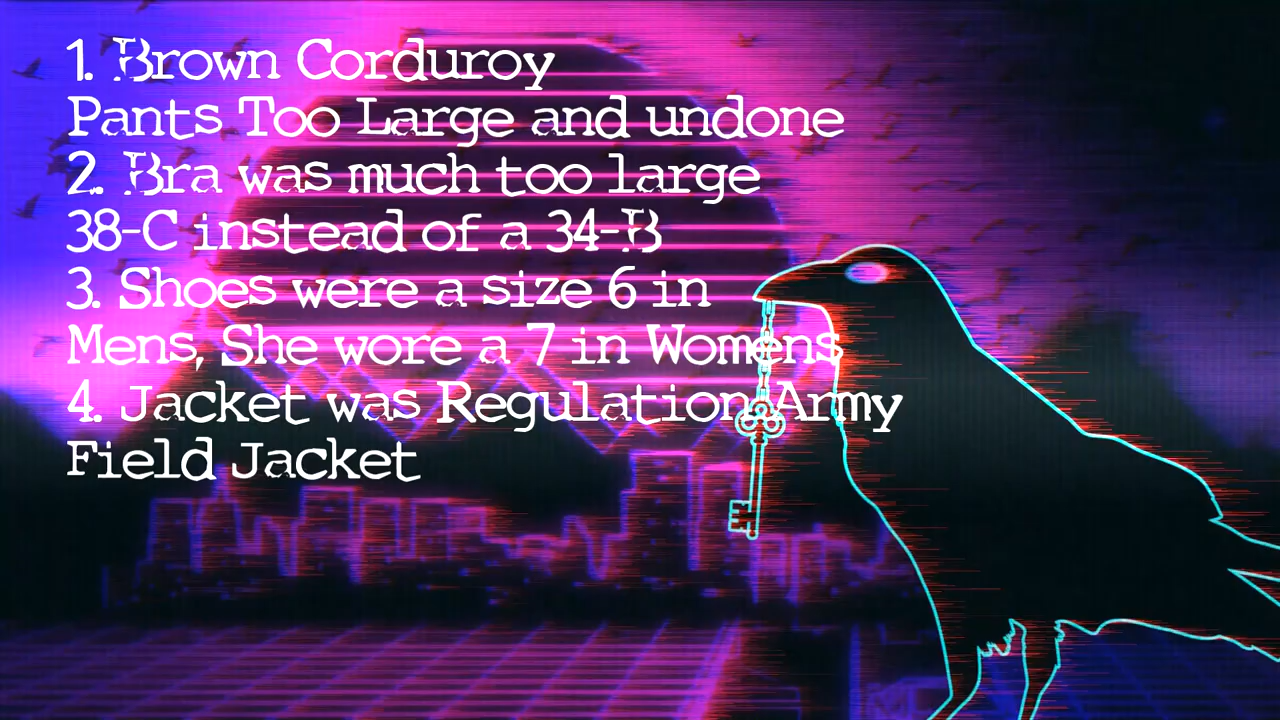 1. Brown Corduroy
Pants Too Large and undone
2. Bra was much too large
38-C instead of a 34-B
3. Shoes were a size 6 in
Mens, She wore a 7 in Womens
4. Jacket was Regulation Army
Field Jacket